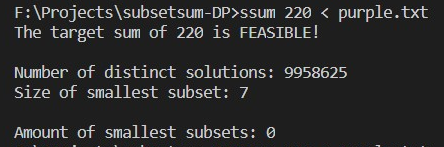 F:\Projects\subsetsum-DP>ssum 220 < purple.txt
The target sum of 220 is FEASIBLE!
Number of distinct solutions: 9958625
Size of smallest subset: 7
Amount of smallest subsets: 0